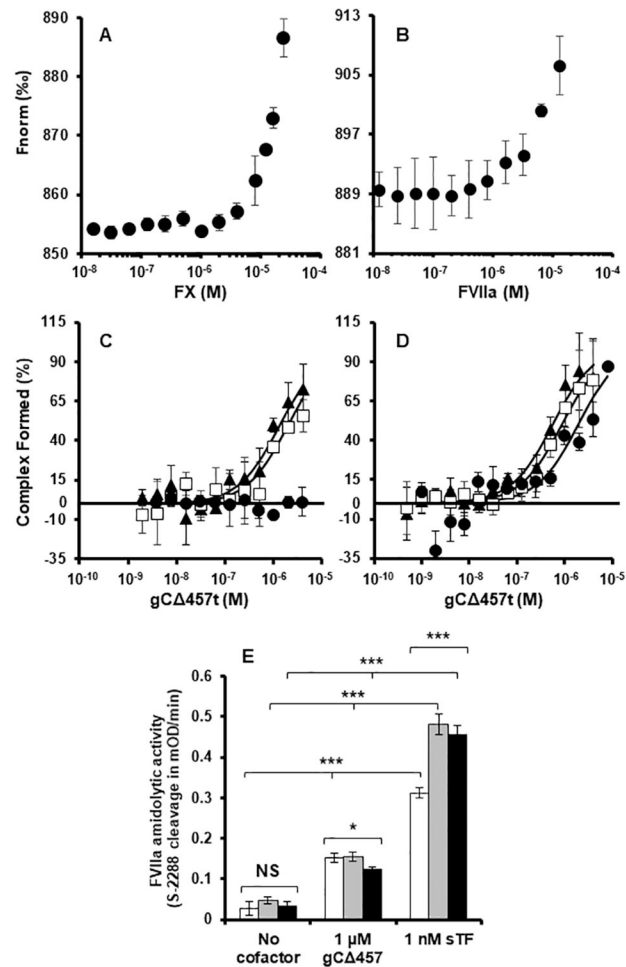 A
Fnorm (‰)
890
880
870
860
850
10⁻⁸ 10⁻⁷ 10⁻⁶ 10⁻⁵ 10⁻⁴
FX (M)
B
913
905
897
889
881
10⁻⁸ 10⁻⁷ 10⁻⁶ 10⁻⁵ 10⁻⁴
FVIIa (M)
C
Complex Formed (%)
115
90
65
40
15
0
-10
-35
10⁻¹⁰ 10⁻⁹ 10⁻⁸ 10⁻⁷ 10⁻⁶ 10⁻⁵
gCΔ457t (M)
D
115
90
65
40
15
0
-10
-35
10⁻¹⁰ 10⁻⁹ 10⁻⁸ 10⁻⁷ 10⁻⁶ 10⁻⁵
gCΔ457t (M)
E
FVIIa amidolytic activity
(S-2288 cleavage in mOD/min)
0.6
0.5
0.4
0.3
0.2
0.1
0
***
***
***
***
*
NS
No
cofactor
1 µM
gCΔ457
1 nM sTF